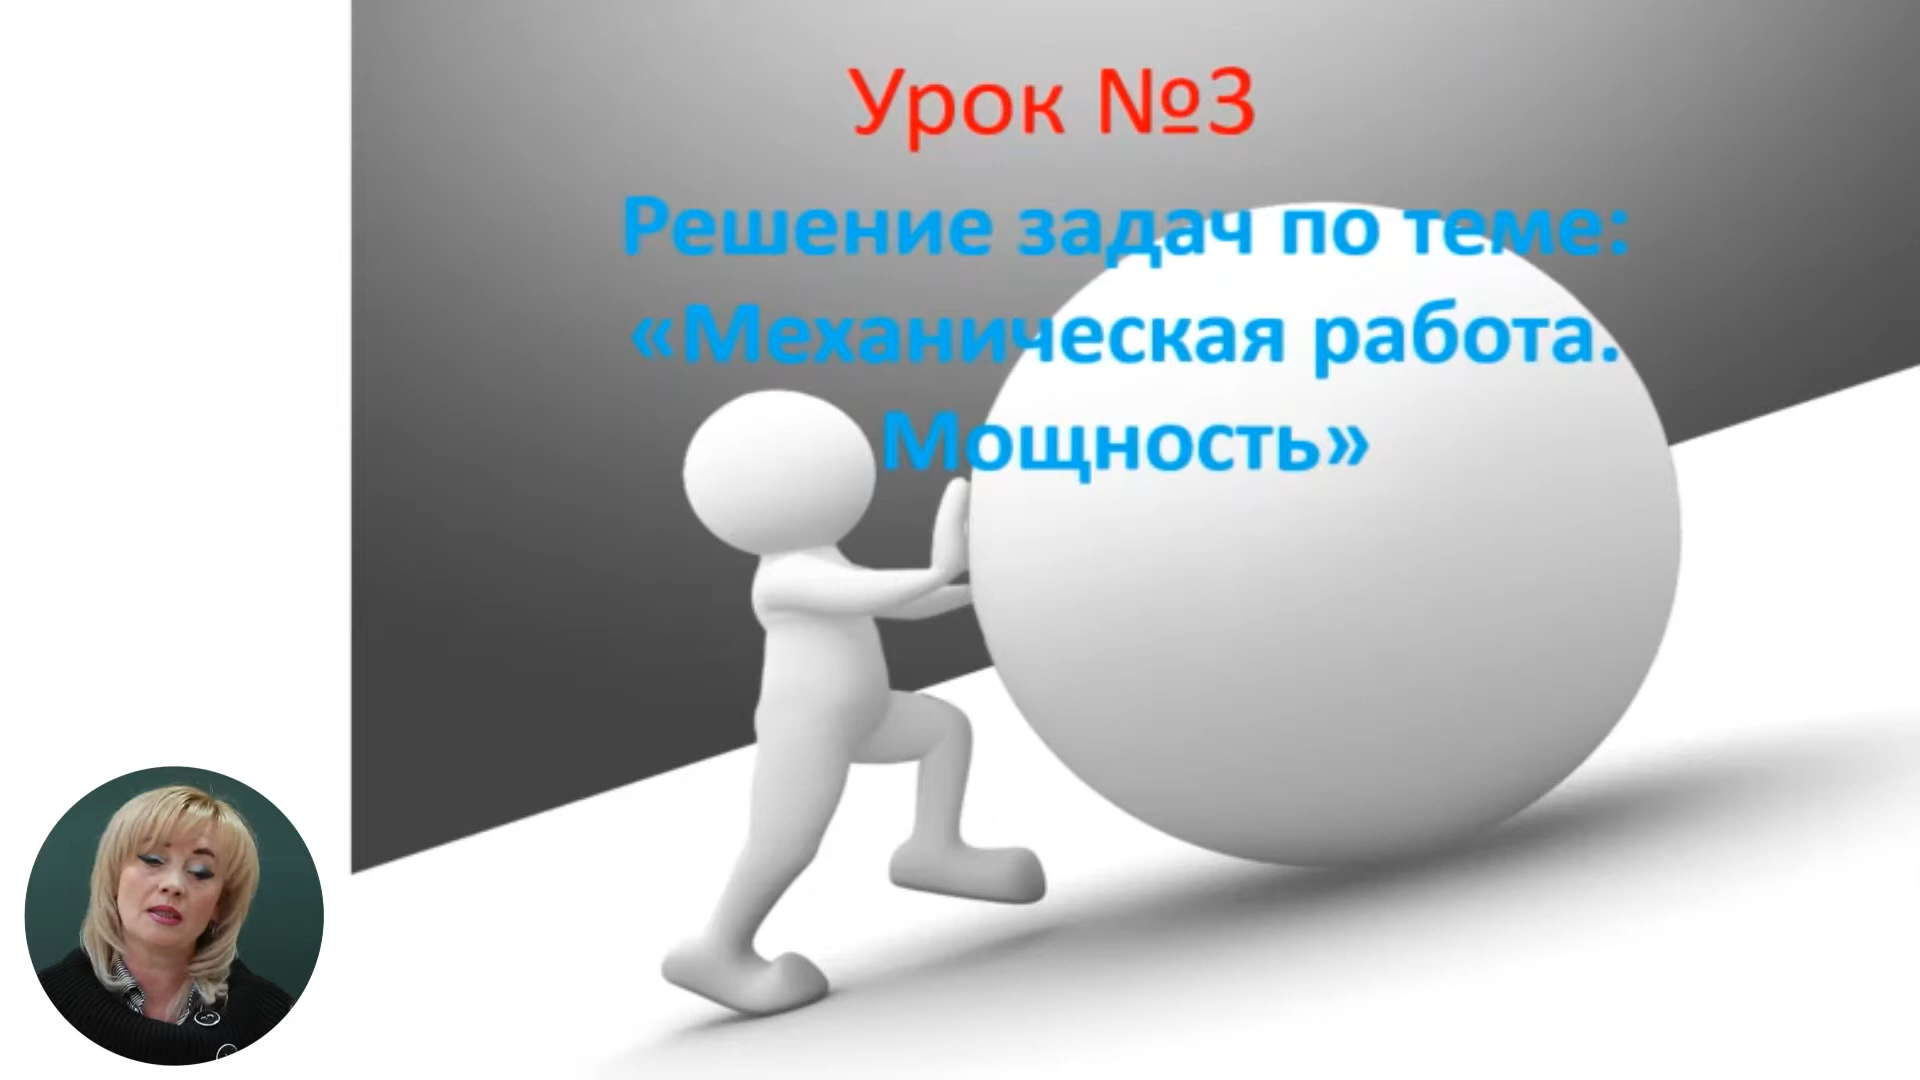 Урок №3
Решение задач по теме:
«Механическая работа.
Мощность»